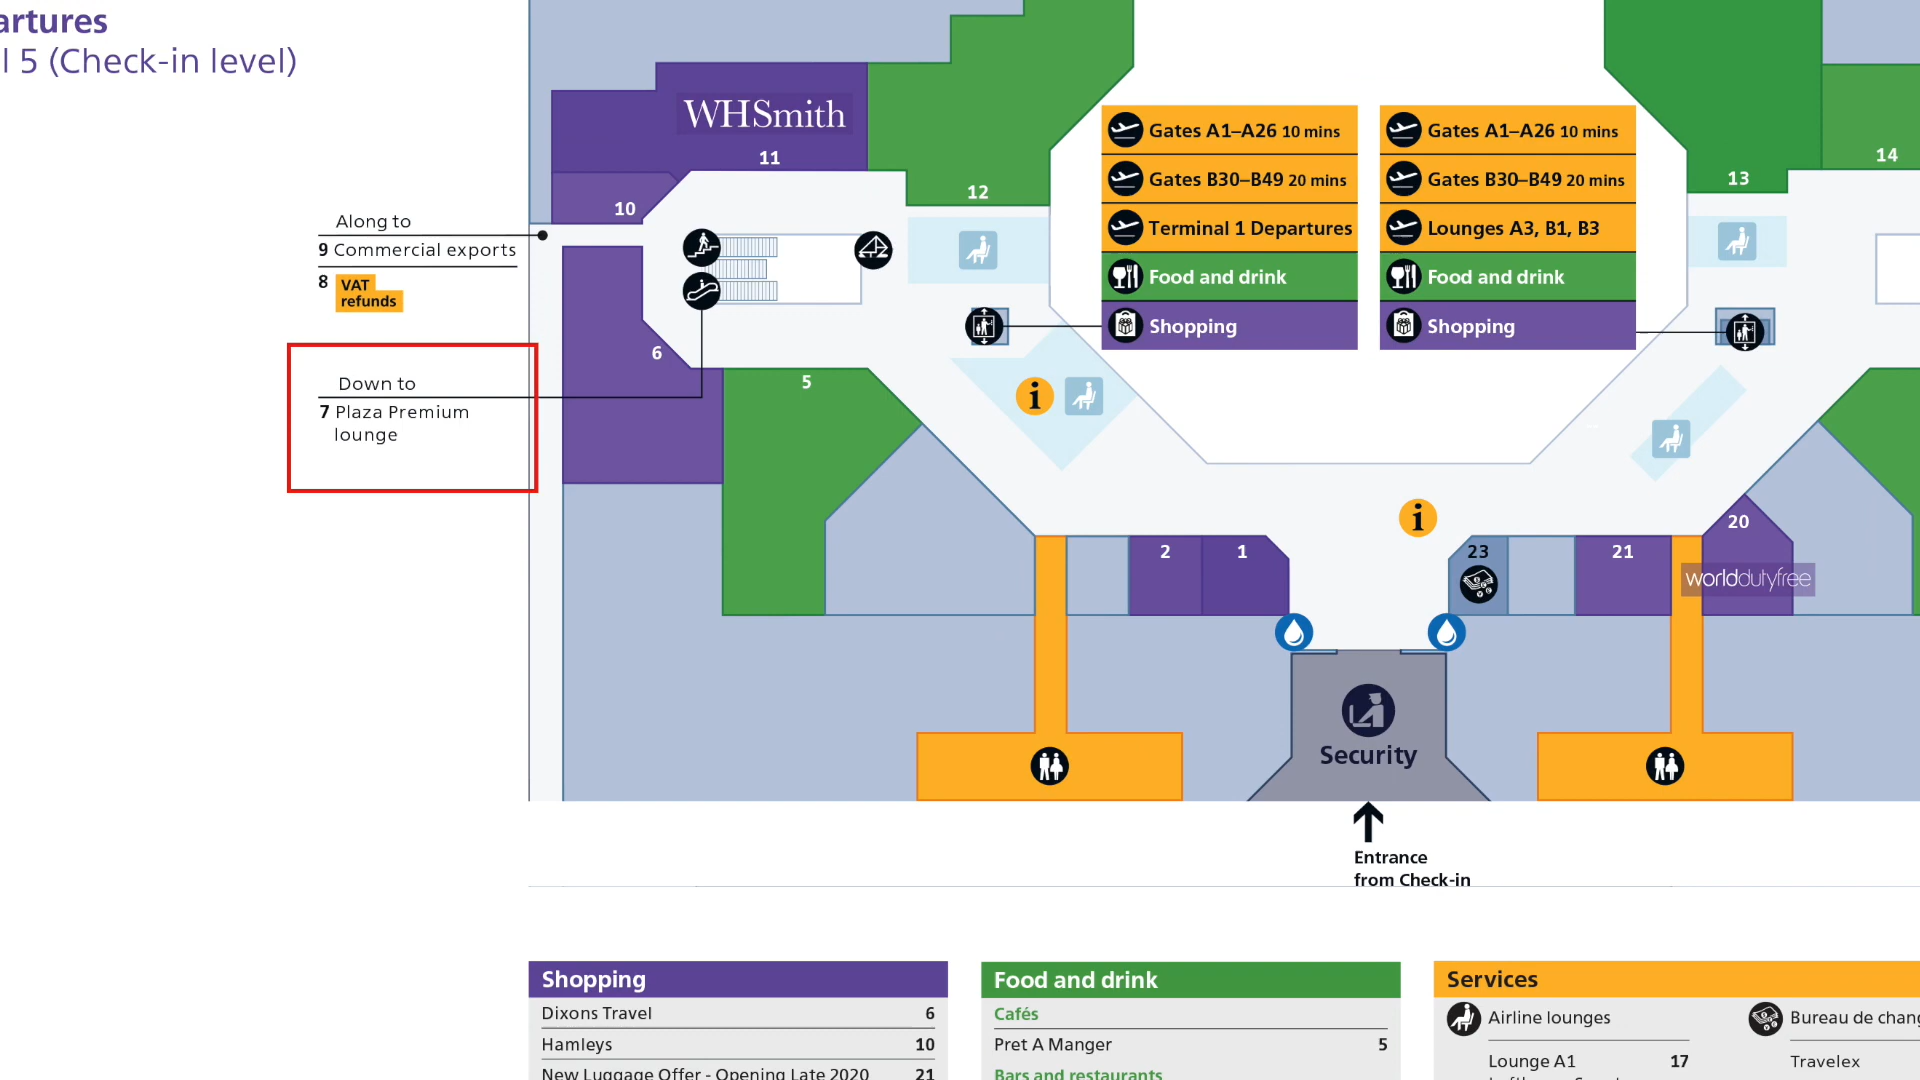 artures
l 5 (Check-in level)
WHSmith
11
10
12
13
14
Gates A1–A26 10 mins
Gates B30–B49 20 mins
Terminal 1 Departures
Food and drink
Shopping
Gates A1–A26 10 mins
Gates B30–B49 20 mins
Lounges A3, B1, B3
Food and drink
Shopping
Along to
9 Commercial exports
8 VAT
refunds
Down to
7 Plaza Premium
lounge
6
5
i
i
2
1
23
21
20
worlddutyfree
Security
Entrance
from Check-in
Shopping
Dixons Travel 6
Hamleys 10
New Luggage Offer - Opening Late 2020 21
Food and drink
Cafés
Pret A Manger 5
Bars and restaurants
Services
Airline lounges
Lounge A1 17
Bureau de chang
Travelex